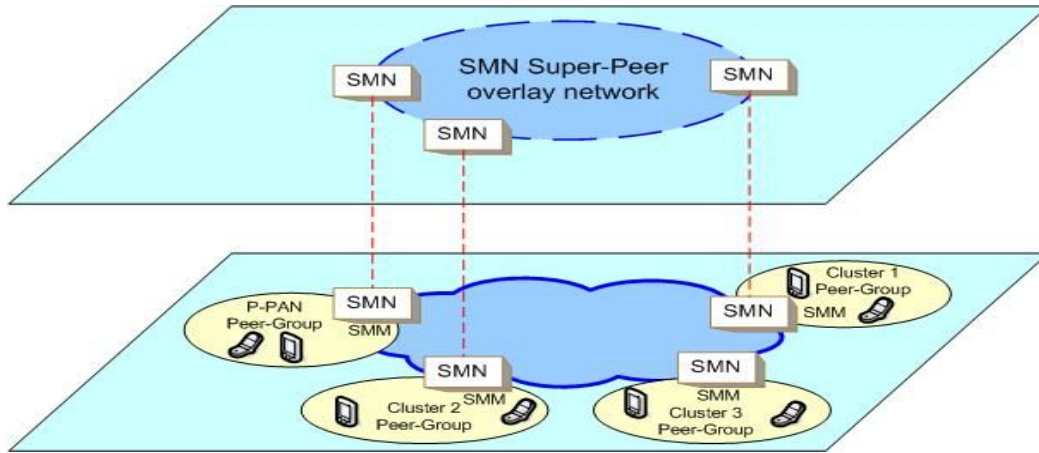 SMN
SMN Super-Peer
overlay network
SMN
SMN
Cluster 1
Peer-Group
SMM
SMN
P-PAN
Peer-Group
SMN
SMM
SMN
SMM
Cluster 2
Peer-Group
SMN
SMM
Cluster 3
Peer-Group